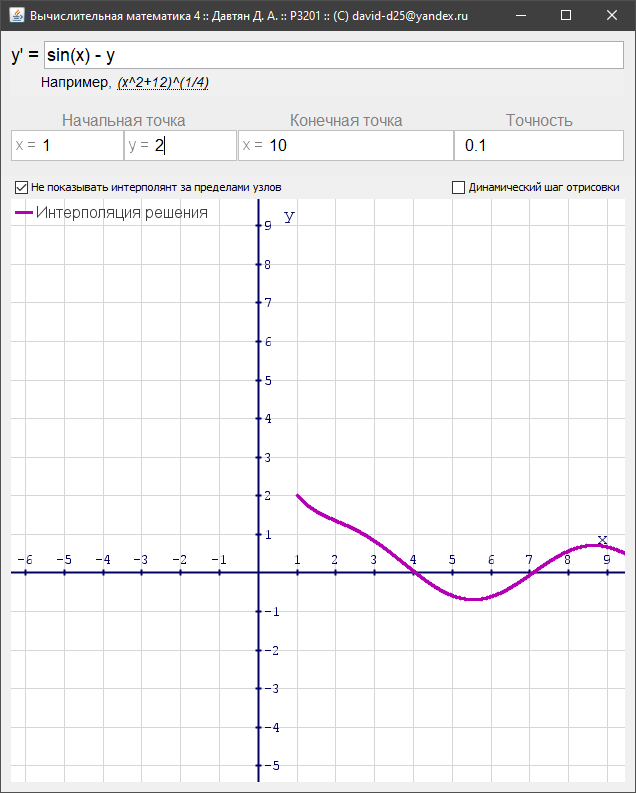 Вычислительная математика 4 :: Давтян Д. А. :: P3201 :: (C) david-d25@yandex.ru
y' = sin(x) - y
Например, (x^2+12)^(1/4)
Начальная точка Конечная точка Точность
x = 1 y = 2 x = 10 0.1
Не показывать интерполянт за пределами узлов Динамический шаг отрисовки
Интерполяция решения
y
9
8
7
6
5
4
3
2
1
x
-6 -5 -4 -3 -2 -1 1 2 3 4 5 6 7 8 9
-1
-2
-3
-4
-5